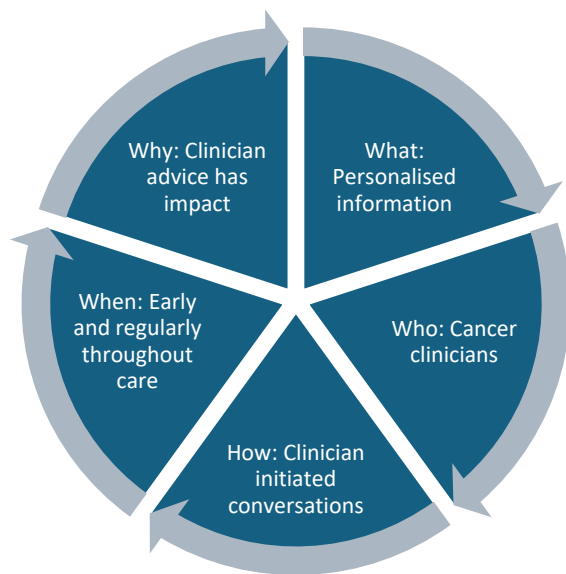 What:
Personalised
information
Who: Cancer
clinicians
How: Clinician
initiated
conversations
When: Early
and regularly
throughout
care
Why: Clinician
advice has
impact